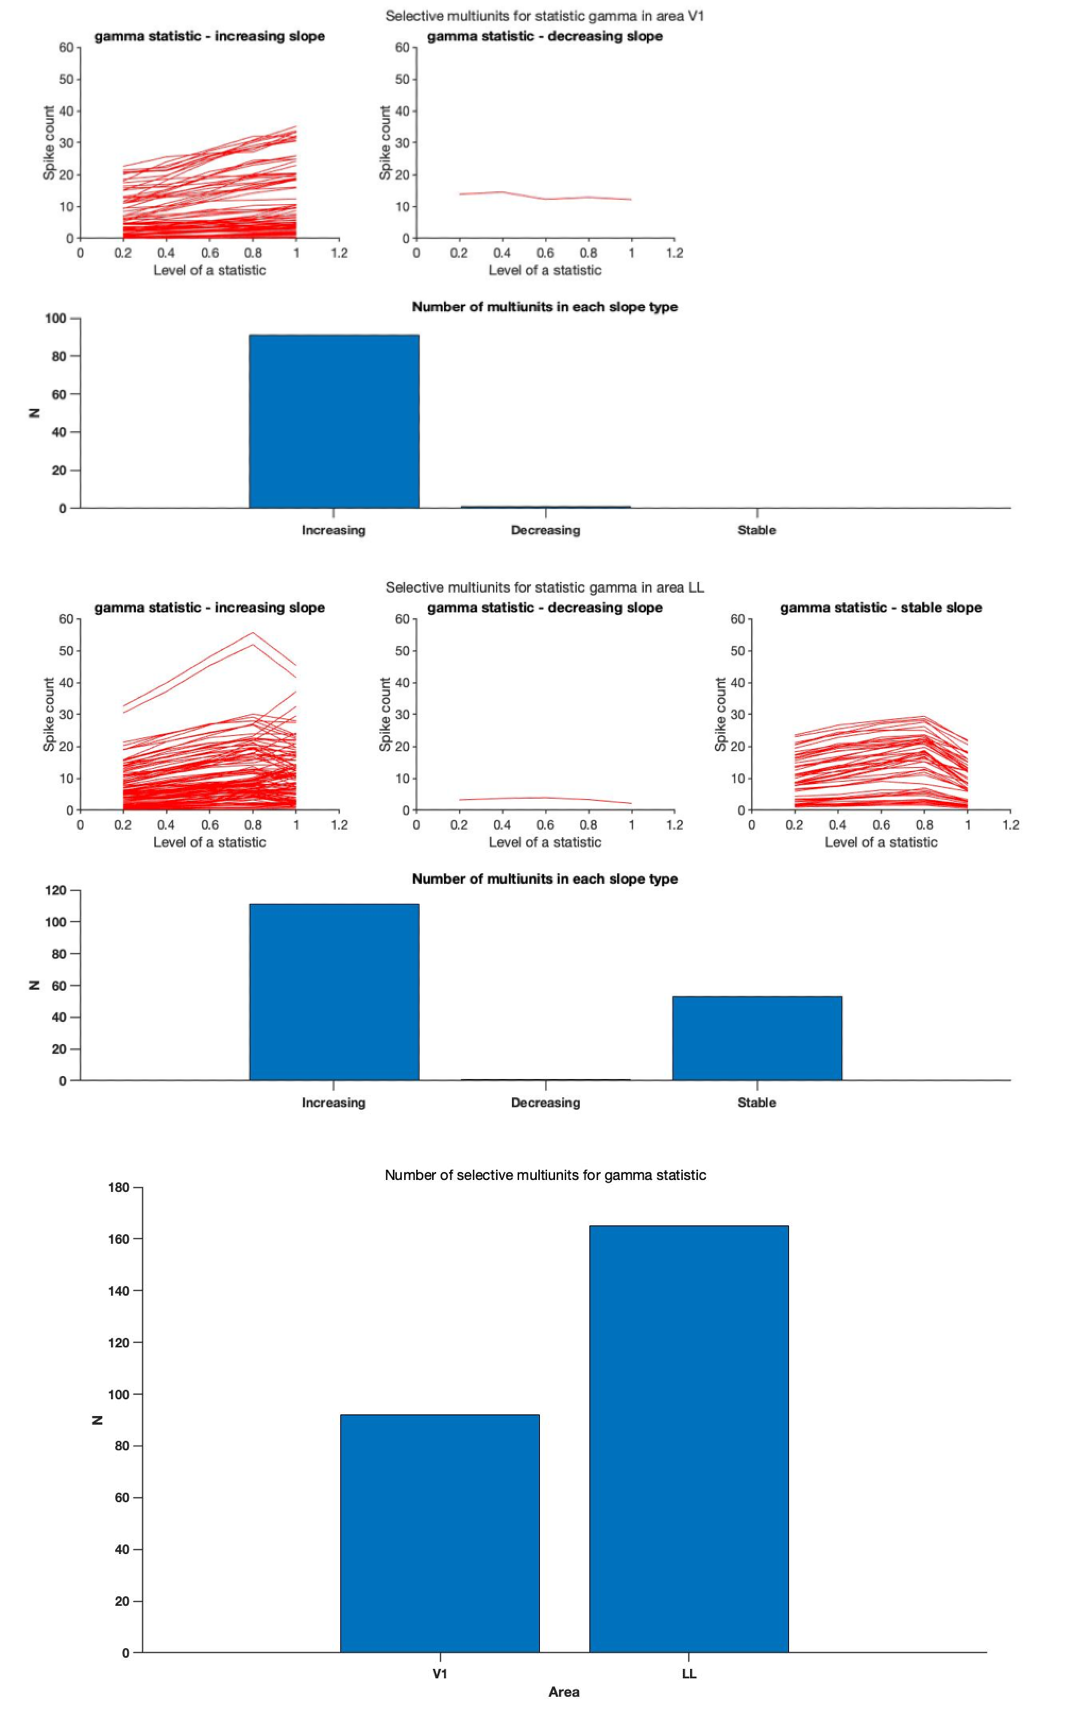 Selective multiunits for statistic gamma in area V1
gamma statistic - increasing slope
gamma statistic - decreasing slope
60
50
40
30
20
10
0
Spike count
0 0.2 0.4 0.6 0.8 1 1.2
Level of a statistic
60
50
40
30
20
10
0
Spike count
0 0.2 0.4 0.6 0.8 1 1.2
Level of a statistic
Number of multiunits in each slope type
100
80
60
40
20
0
N
Increasing Decreasing Stable
Selective multiunits for statistic gamma in area LL
gamma statistic - increasing slope
gamma statistic - decreasing slope
gamma statistic - stable slope
60
50
40
30
20
10
0
Spike count
0 0.2 0.4 0.6 0.8 1 1.2
Level of a statistic
60
50
40
30
20
10
0
Spike count
0 0.2 0.4 0.6 0.8 1 1.2
Level of a statistic
60
50
40
30
20
10
0
Spike count
0 0.2 0.4 0.6 0.8 1 1.2
Level of a statistic
Number of multiunits in each slope type
120
100
80
60
40
20
0
N
Increasing Decreasing Stable
Number of selective multiunits for gamma statistic
180
160
140
120
100
80
60
40
20
0
N
V1 LL
Area